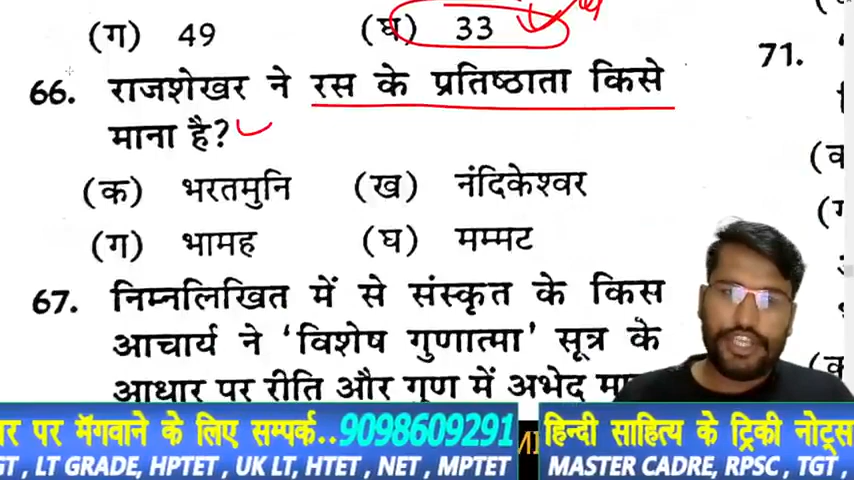 (ग) 49 (घ) 33
66. राजशेखर ने रस के प्रतिष्ठाता किसे
माना है?
(क) भरतमुनि (ख) नंदिकेश्वर
(ग) भामह (घ) मम्मट
67. निम्नलिखित में से संस्कृत के किस
आचार्य ने ‘विशेष गुणात्मा’ सूत्र के
आधार पर रीति और गुण में अभेद
71.
पर मॅगवाने के लिए सम्पर्क..9098609291
हिन्दी साहित्य के ट्रिकी नोट्स
LT GRADE, HPTET , UK LT, HTET , NET , MPTET
MASTER CADRE, RPSC , TGT ,